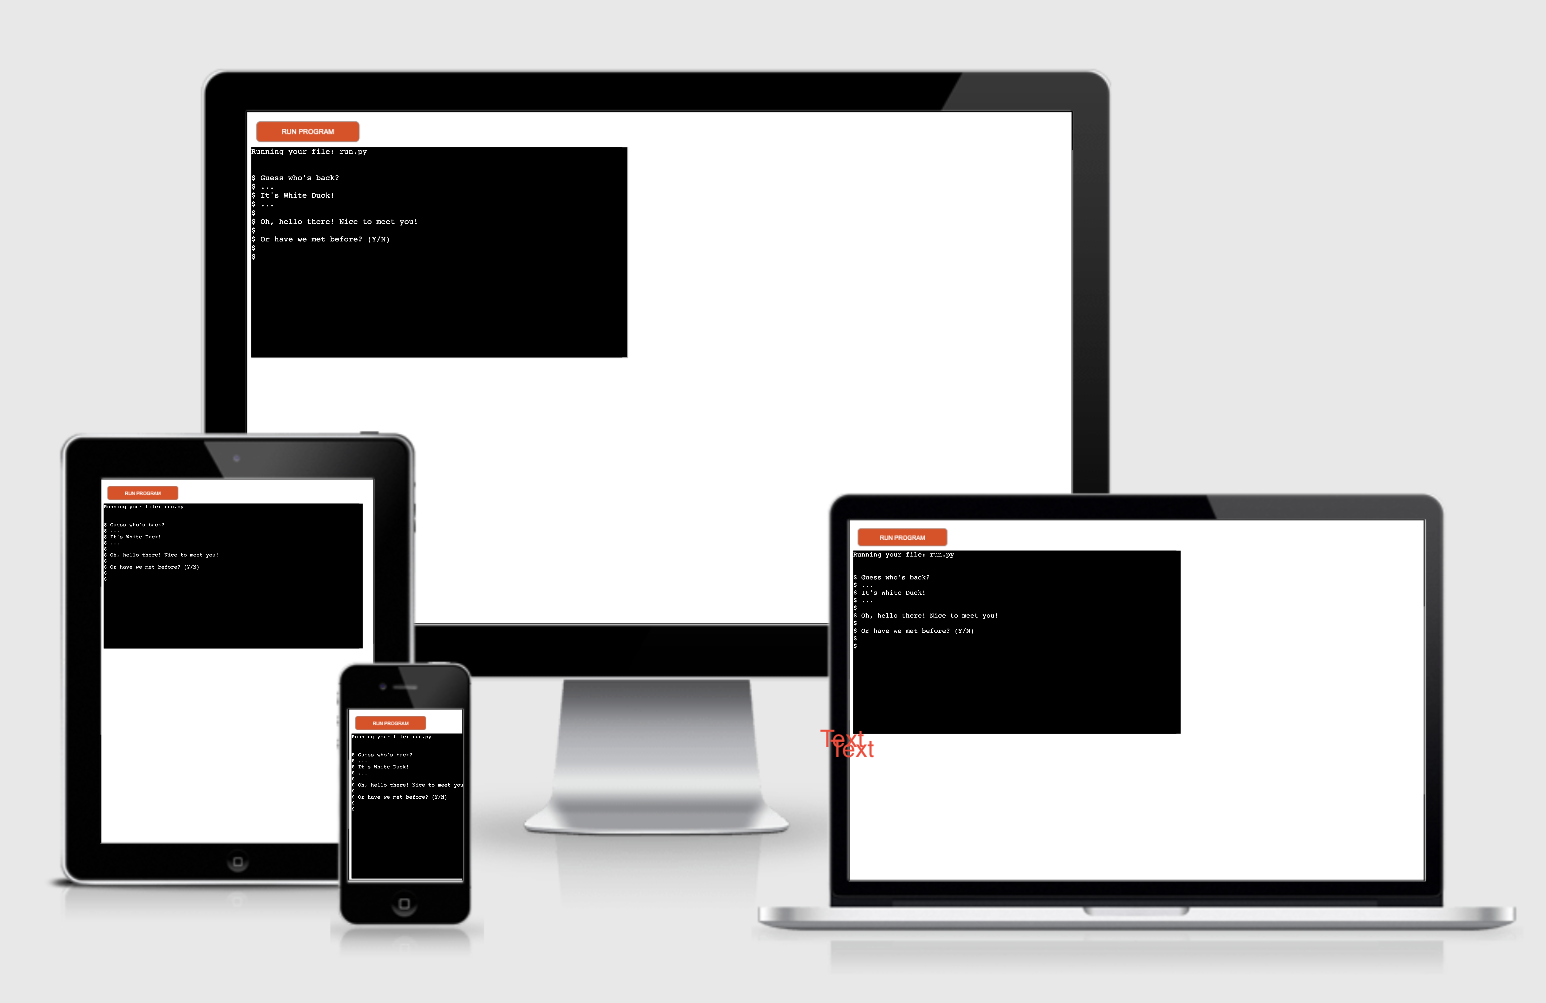 RUN PROGRAM
Running your file: run.py
$ Guess who's back?
$ ...
$ It's White Duck!
$ ...
$
$ Oh, hello there! Nice to meet you!
$
$ Or have we met before? (Y/N)
$
$
RUN PROGRAM
Running your file: run.py
$ Guess who's back?
$ ...
$ It's White Duck!
$ ...
$
$ Oh, hello there! Nice to meet you!
$
$ Or have we met before? (Y/N)
$
$
RUN PROGRAM
Running your file: run.py
$ Guess who's back?
$ ...
$ It's White Duck!
$ ...
$
$ Oh, hello there! Nice to meet you!
$
$ Or have we met before? (Y/N)
$
$
Text
Text
RUN PROGRAM
Running your file: run.py
$ Guess who's back?
$ ...
$ It's White Duck!
$ ...
$
$ Oh, hello there! Nice to meet you
$
$ Or have we met before? (Y/N)
$
$